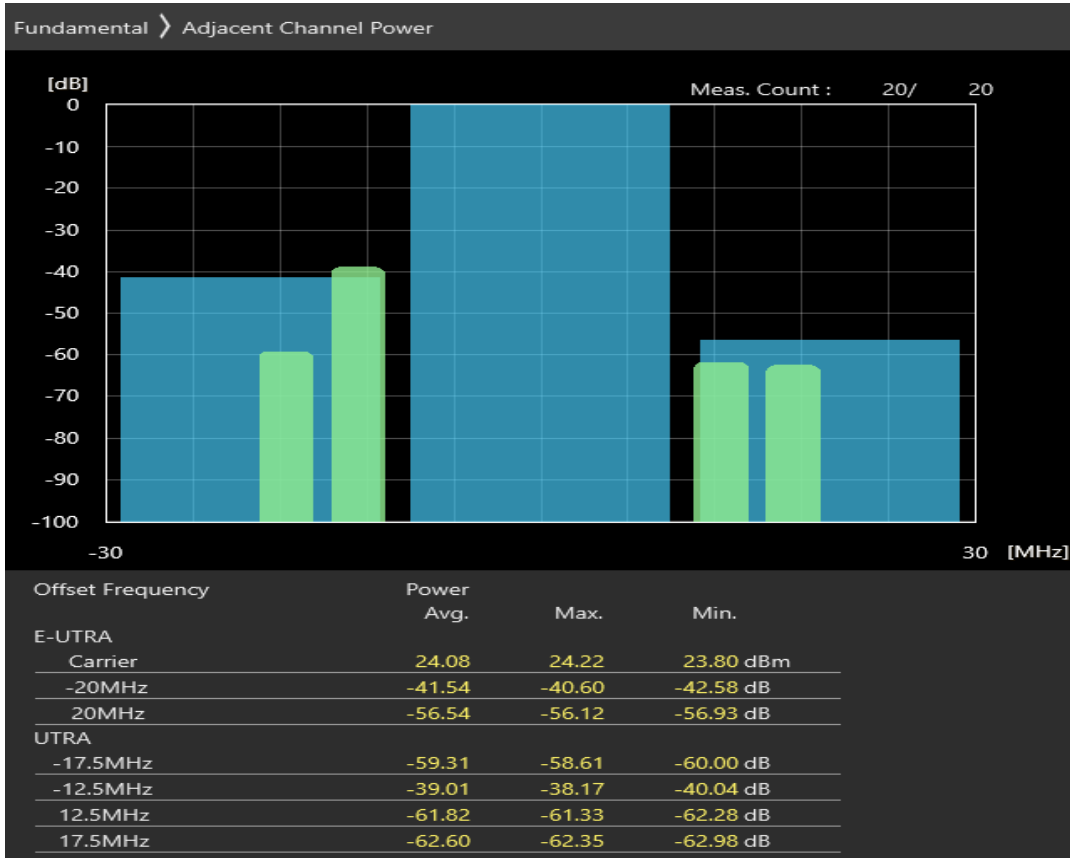 Fundamental 〉 Adjacent Channel Power
[dB]
Meas. Count : 20/ 20
0
-10
-20
-30
-40
-50
-60
-70
-80
-90
-100
-30 30 [MHz]
Offset Frequency Power
Avg. Max. Min.
E-UTRA
Carrier 24.08 24.22 23.80 dBm
-20MHz -41.54 -40.60 -42.58 dB
20MHz -56.54 -56.12 -56.93 dB
UTRA
-17.5MHz -59.31 -58.61 -60.00 dB
-12.5MHz -39.01 -38.17 -40.04 dB
12.5MHz -61.82 -61.33 -62.28 dB
17.5MHz -62.60 -62.35 -62.98 dB